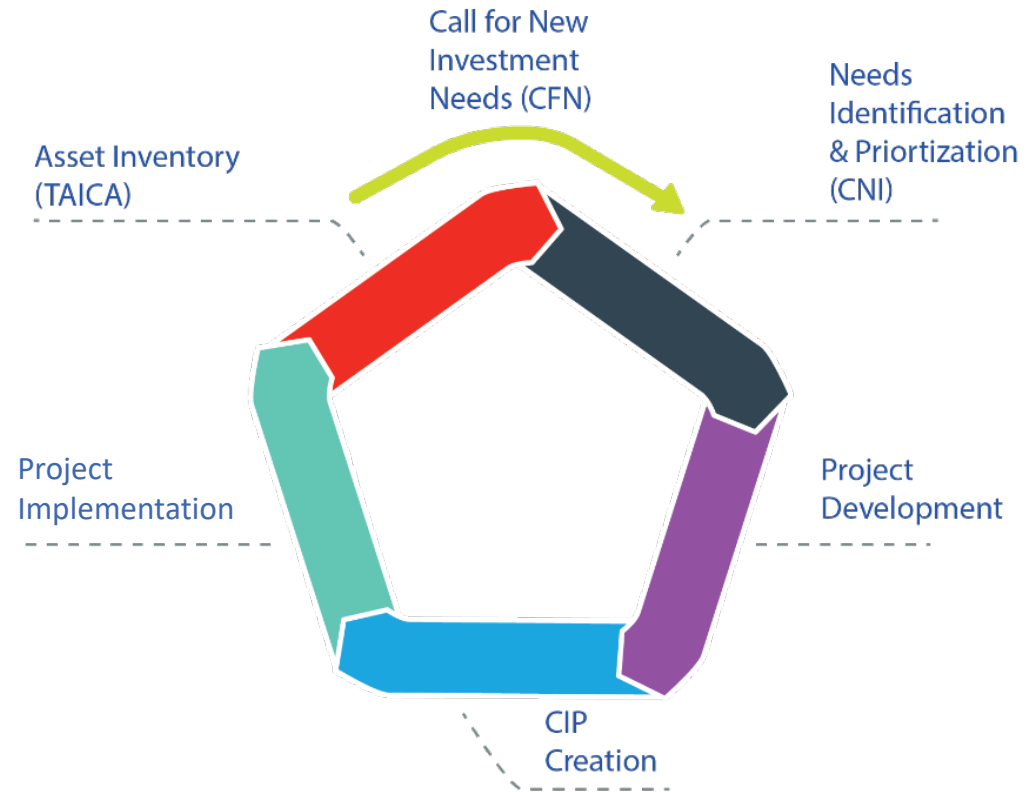 Call for New
Investment
Needs (CFN)
Needs
Identification
& Priortization
(CNI)
Asset Inventory
(TAICA)
Project
Implementation
Project
Development
CIP
Creation